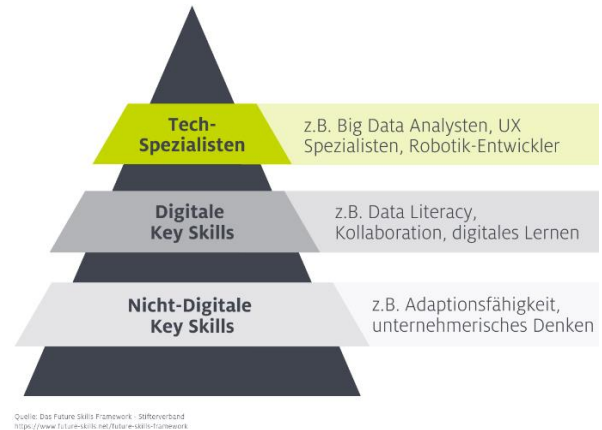 Tech-
Spezialisten
z.B. Big Data Analysten, UX
Spezialisten, Robotik-Entwickler
Digitale
Key Skills
z.B. Data Literacy,
Kollaboration, digitales Lernen
Nicht-Digitale
Key Skills
z.B. Adaptionsfähigkeit,
unternehmerisches Denken
Quelle: Das Future Skills Framework - Stifterverband
https://www.future-skills.net/future-skills-framework